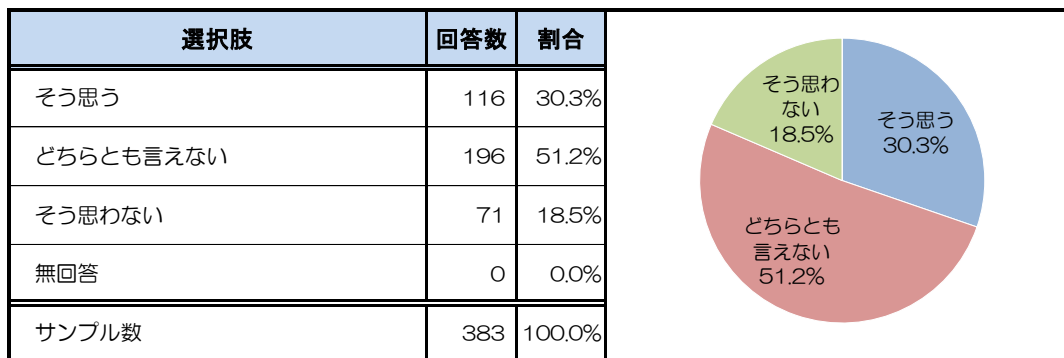 選択肢 回答数 割合
そう思う 116 30.3%
どちらとも言えない 196 51.2%
そう思わない 71 18.5%
無回答 0 0.0%
サンプル数 383 100.0%
そう思わ
ない
18.5%
そう思う
30.3%
どちらとも
言えない
51.2%